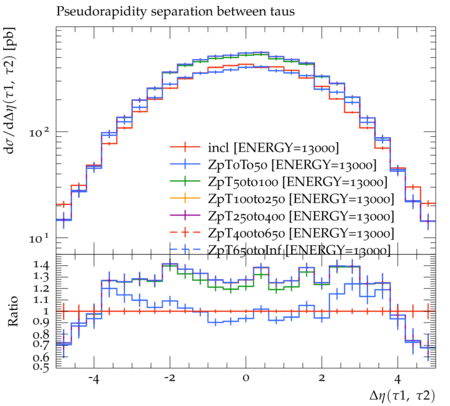 Pseudorapidity separation between taus
dσ/dΔη(τ1, τ2) [pb]
10²
10¹
incl [ENERGY=13000]
ZpT0To50 [ENERGY=13000]
ZpT50to100 [ENERGY=13000]
ZpT100to250 [ENERGY=13000]
ZpT250to400 [ENERGY=13000]
ZpT400to650 [ENERGY=13000]
ZpT650toInf [ENERGY=13000]
Ratio
1.4
1.3
1.2
1.1
1
0.9
0.8
0.7
0.6
0.5
-4 -2 0 2 4
Δη(τ1, τ2)